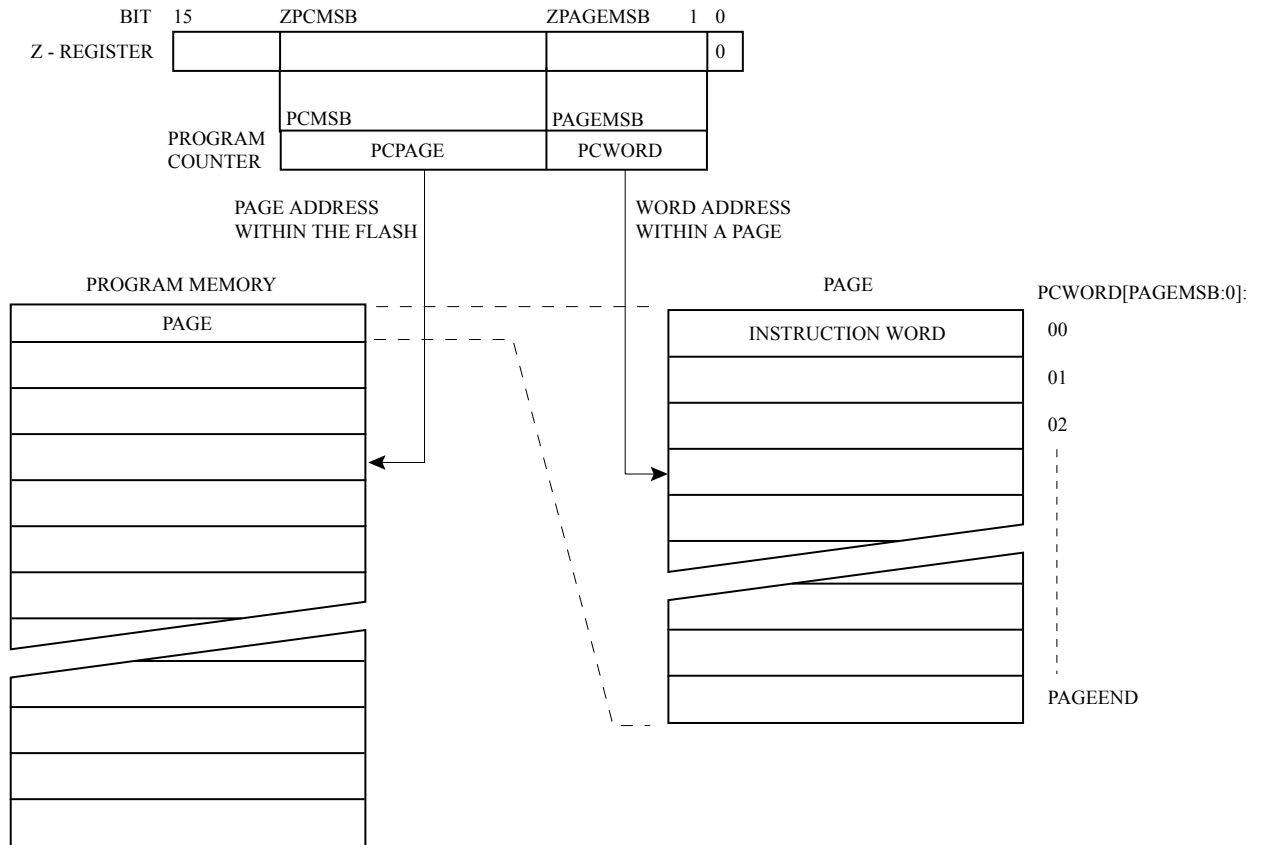 BIT 15 ZPCMSB ZPAGEMSB 1 0
Z - REGISTER 0
PCMSB PAGEMSB
PROGRAM
COUNTER
PCPAGE PCWORD
PAGE ADDRESS
WITHIN THE FLASH
WORD ADDRESS
WITHIN A PAGE
PROGRAM MEMORY
PAGE
PAGE
PCWORD[PAGEMSB:0]:
INSTRUCTION WORD
00
01
02
PAGEEND